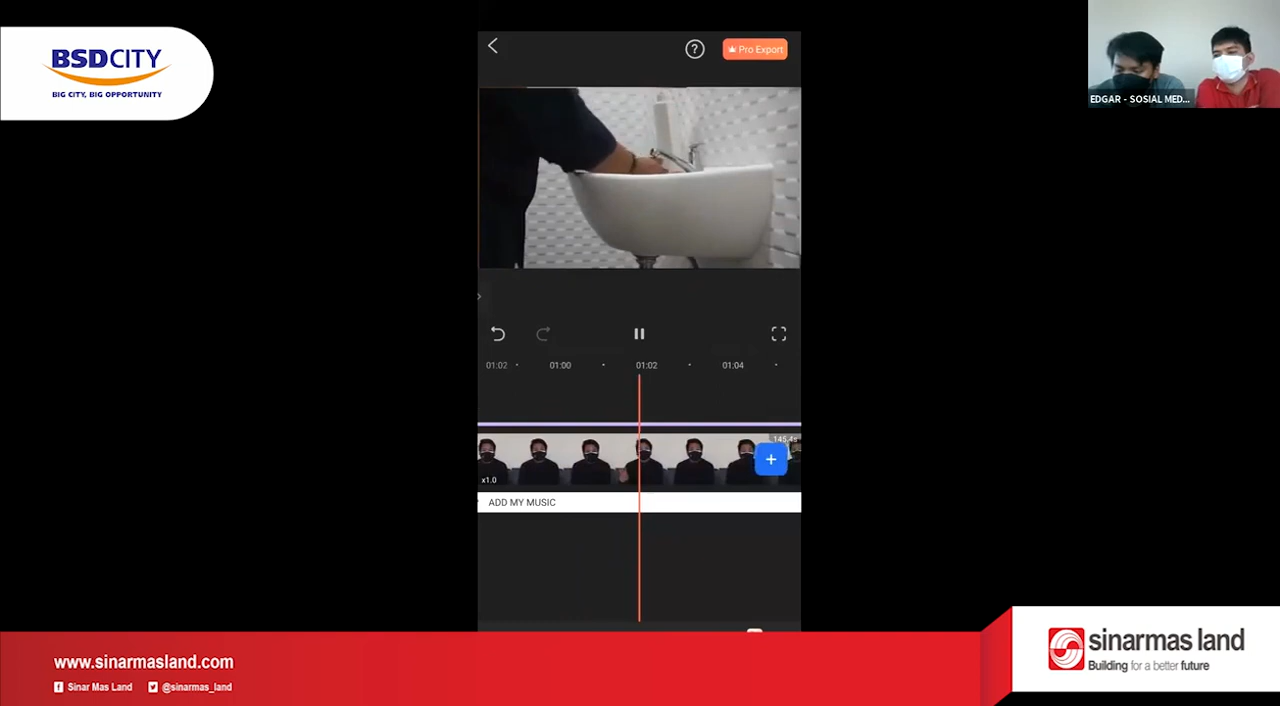 BSDCITY
BIG CITY, BIG OPPORTUNITY
?
Pro Export
EDGAR - SOSIAL MED...
01:02
01:00
01:02
01:04
145.4s
x1.0
+
ADD MY MUSIC
www.sinarmasland.com
Sinar Mas Land
@sinarmas_land
sinarmas land
Building for a better future